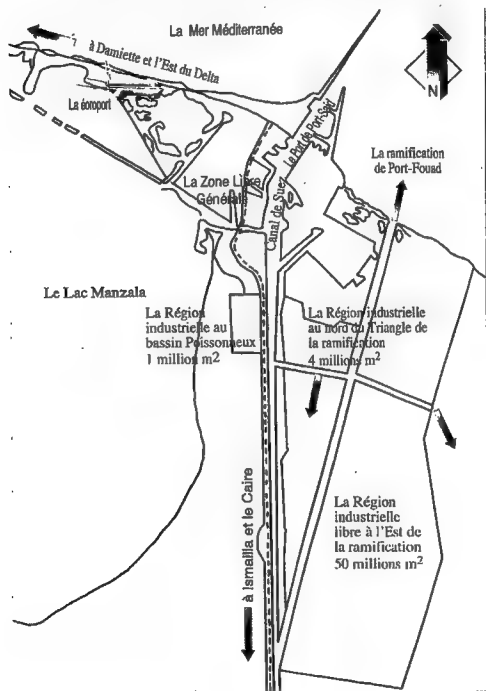 La Mer Méditerranée
à Damiette et l'Est du Delta
N
La éoroport
Le Port de Port-Saïd
La ramification
de Port-Fouad
La Zone Libre
Générale
Canal de Suez
Le Lac Manzala
La Région
industrielle au
bassin Poissonneux
1 million m²
La Région industrielle
au nord du Triangle de
la ramification
4 millions m²
à Ismaïlia et le Caire
La Région
industrielle
libre à l'Est de
la ramification
50 millions m²